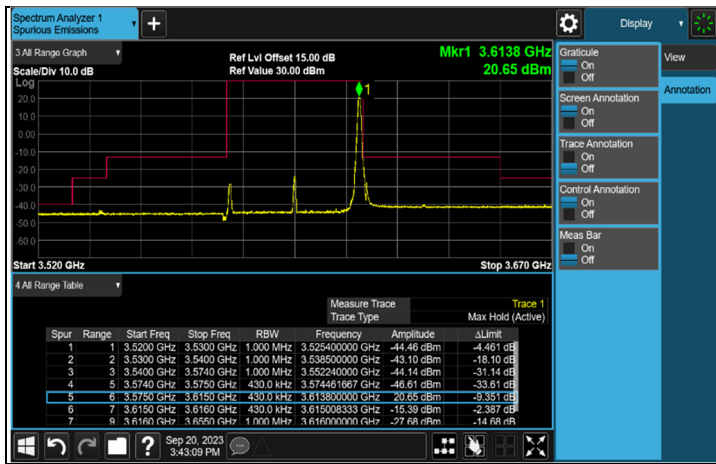 Spectrum Analyzer 1
Spurious Emissions
Display
3 All Range Graph
Ref Lvl Offset 15.00 dB
Mkr1 3.6138 GHz
Scale/Div 10.0 dB
Ref Value 30.00 dBm
20.65 dBm
Log
1
20.0
10.0
0.00
-10.0
-20.0
-30.0
-40.0
-50.0
-60.0
Start 3.520 GHz
Stop 3.670 GHz
4 All Range Table
Measure Trace Trace 1
Trace Type Max Hold (Active)
Spur Range Start Freq Stop Freq RBW Frequency Amplitude ΔLimit
1 1 3.5200 GHz 3.5300 GHz 1.000 MHz 3.525400000 GHz -44.46 dBm -4.461 dB
2 2 3.5300 GHz 3.5400 GHz 1.000 MHz 3.538500000 GHz -43.10 dBm -18.10 dB
3 3 3.5400 GHz 3.5740 GHz 1.000 MHz 3.552240000 GHz -44.14 dBm -31.14 dB
4 5 3.5740 GHz 3.5750 GHz 430.0 kHz 3.574461667 GHz -46.61 dBm -33.61 dB
5 6 3.5750 GHz 3.6150 GHz 430.0 kHz 3.613800000 GHz 20.65 dBm -9.351 dB
6 7 3.6150 GHz 3.6160 GHz 430.0 kHz 3.615008333 GHz -15.39 dBm -2.387 dB
7 9 3.6160 GHz 3.6550 GHz 1.000 MHz 3.616000000 GHz -27.68 dBm -14.68 dB
Sep 20, 2023
3:43:09 PM
Graticule
On
Off
Screen Annotation
On
Off
Trace Annotation
On
Off
Control Annotation
On
Off
Meas Bar
On
Off
View
Annotation